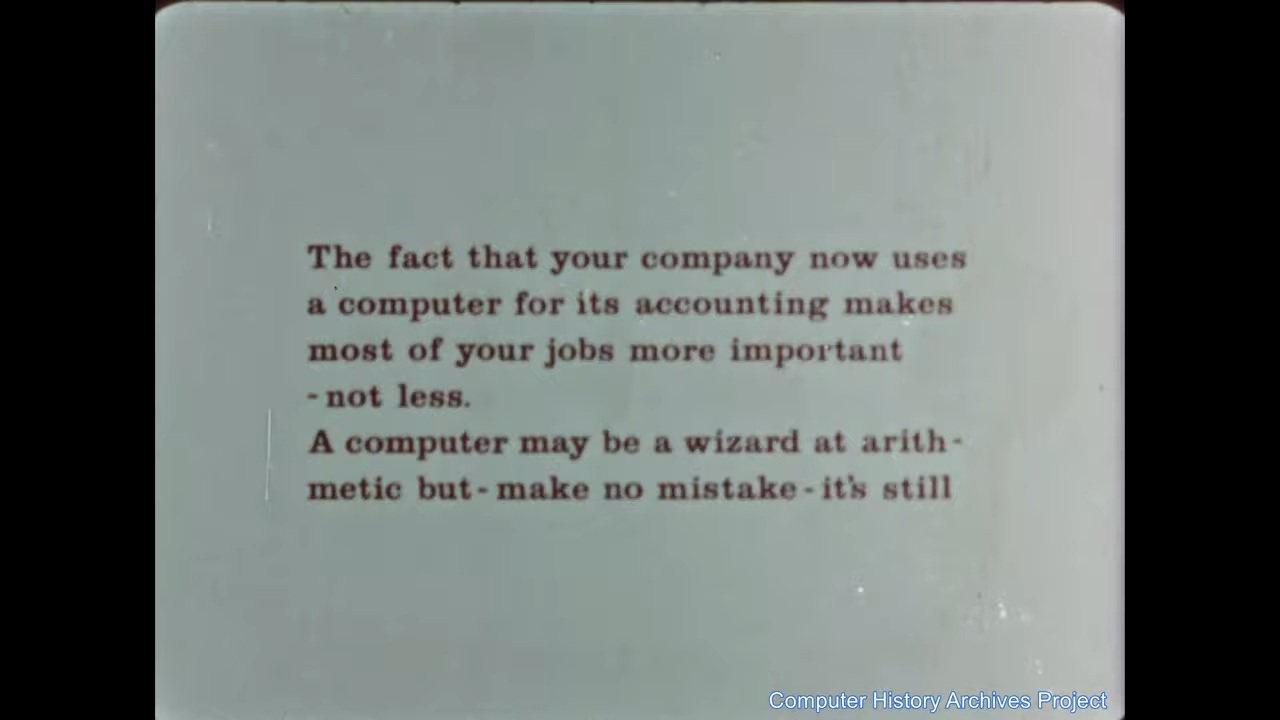 The fact that your company now uses
a computer for its accounting makes
most of your jobs more important
- not less.
A computer may be a wizard at arith-
metic but - make no mistake - it's still
Computer History Archives Project